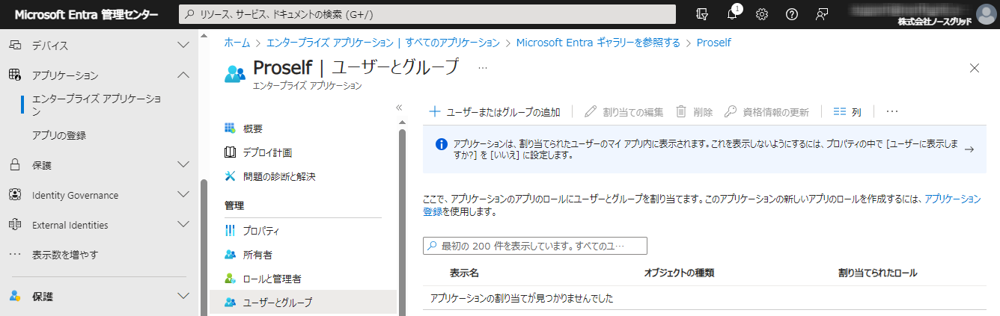 Microsoft Entra 管理センター
リソース、サービス、ドキュメントの検索 (G+/)
1
株式会社ノースグリッド
デバイス
アプリケーション
エンタープライズ アプリケーショ
ン
アプリの登録
保護
Identity Governance
External Identities
表示数を増やす
保護
ホーム > エンタープライズ アプリケーション | すべてのアプリケーション > Microsoft Entra ギャラリーを参照する > Proself
Proself | ユーザーとグループ ...
エンタープライズ アプリケーション
概要
デプロイ計画
問題の診断と解決
管理
プロパティ
所有者
ロールと管理者
ユーザーとグループ
ユーザーまたはグループの追加 割り当ての編集 削除 資格情報の更新 列 ...
アプリケーションは、割り当てられたユーザーのマイ アプリ内に表示されます。これを表示しないようにするには、プロパティの中で [ユーザーに表示しま
すか?] を [いいえ] に設定します。
ここで、アプリケーションのアプリのロールにユーザーとグループを割り当てます。このアプリケーションの新しいアプリのロールを作成するには、アプリケーション
登録を使用します。
最初の 200 件を表示しています。すべてのユ...
表示名 オブジェクトの種類 割り当てられたロール
アプリケーションの割り当てが見つかりませんでした